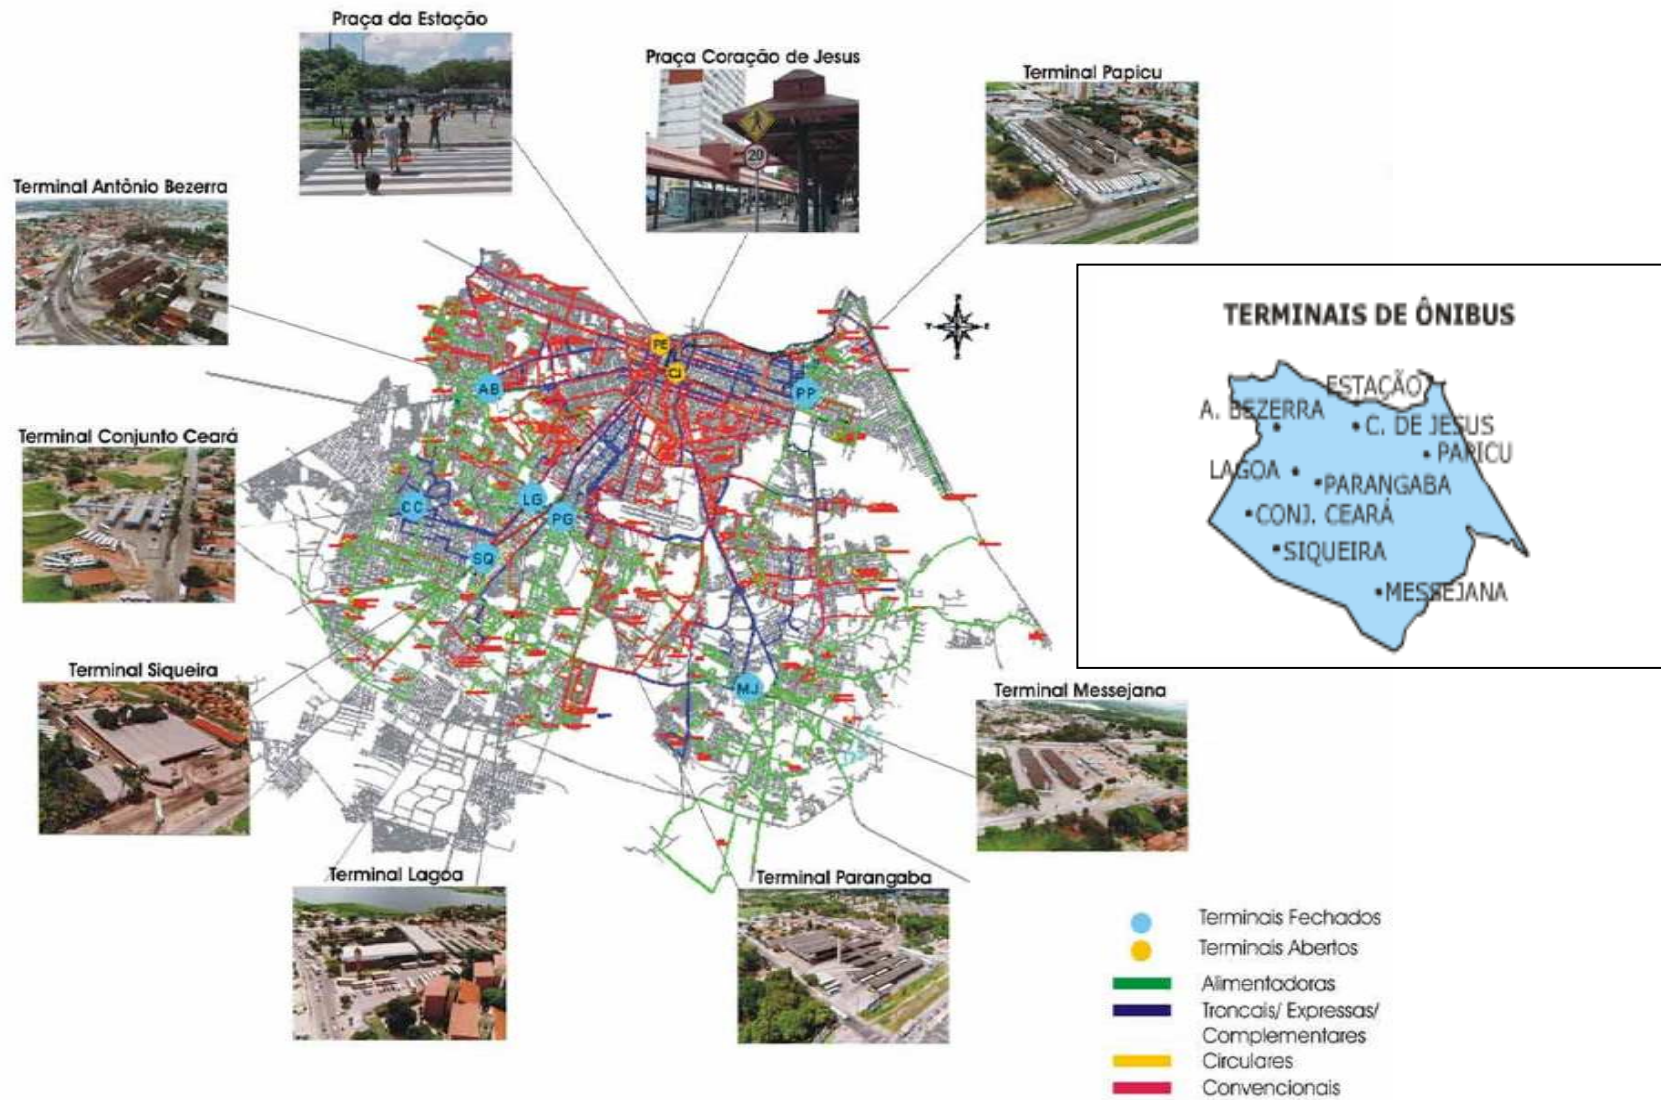 Praça da Estação
Praça Coração de Jesus
Terminal Papicu
Terminal Antônio Bezerra
20
TERMINAIS DE ÔNIBUS
ESTAÇÃO
A. BEZERRA
C. DE JESUS
PAPICU
LAGOA
PARANGABA
CONJ. CEARÁ
SIQUEIRA
MESSEJANA
PE
CJ
AB
PP
Terminal Conjunto Ceará
LG
CC
PG
SQ
Terminal Siqueira
MJ
Terminal Messejana
Terminal Lagoa
Terminal Parangaba
Terminais Fechados
Terminais Abertos
Alimentadoras
Troncais/ Expressas/
Complementares
Circulares
Convencionais